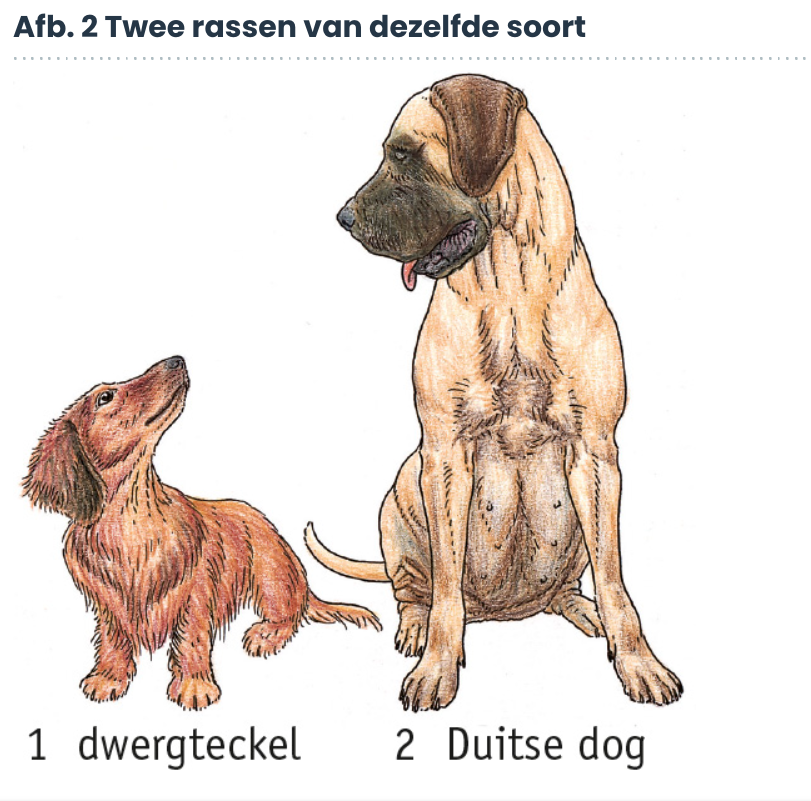 Afb. 2 Twee rassen van dezelfde soort
1 dwergteckel
2 Duitse dog